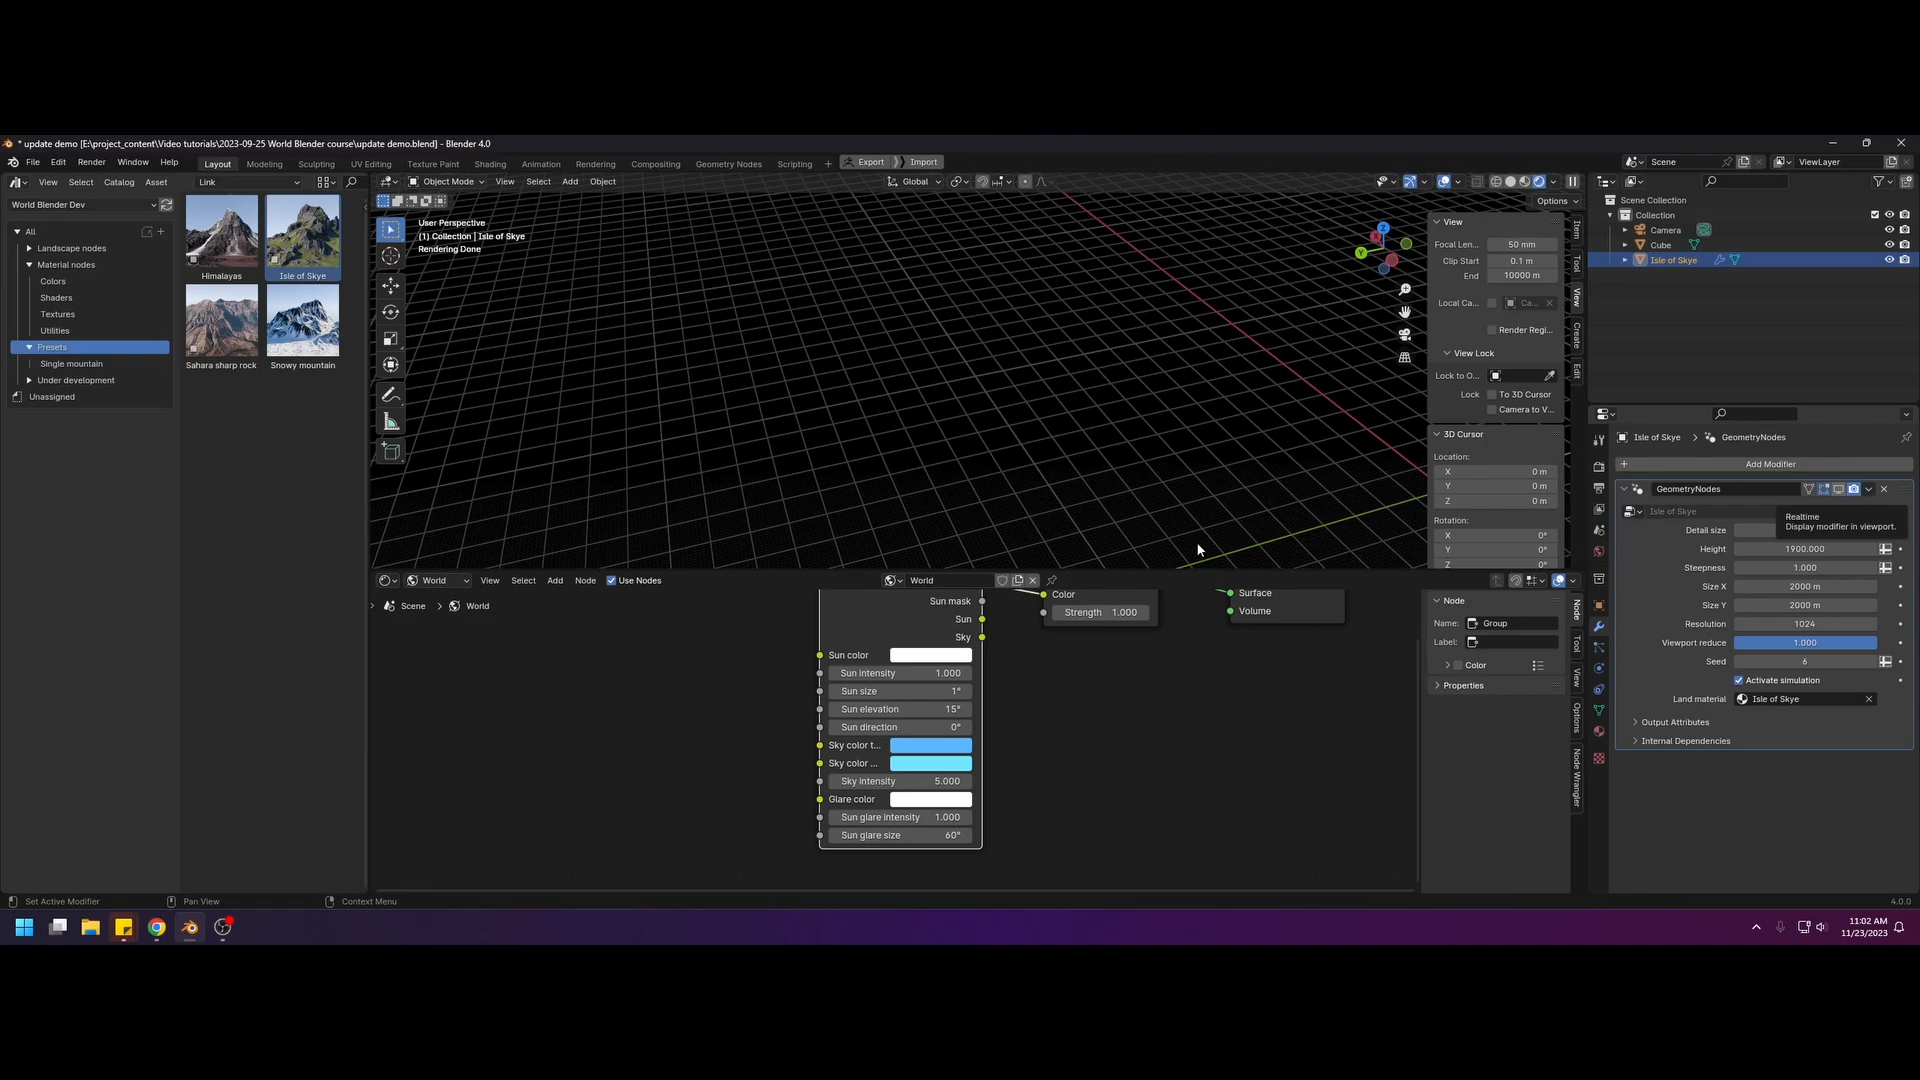 * update demo [E:\project_content\Video tutorials\2023-09-25 World Blender course\update demo.blend] - Blender 4.0
File Edit Render Window Help Layout Modeling Sculpting UV Editing Texture Paint Shading Animation Rendering Compositing Geometry Nodes Scripting + Export Import Scene ViewLayer
View Select Catalog Asset Link
Object Mode View Select Add Object Global
Options
World Blender Dev
All
Landscape nodes
Material nodes
Colors
Shaders
Textures
Utilities
Presets
Single mountain
Under development
Unassigned
Himalayas
Isle of Skye
Sahara sharp rock
Snowy mountain
User Perspective
(1) Collection | Isle of Skye
Rendering Done
Z
Y
X
View
Focal Len... 50 mm
Clip Start 0.1 m
End 10000 m
Local Ca... Ca...
Render Regi...
View Lock
Lock to O...
Lock To 3D Cursor
Camera to V...
3D Cursor
Location:
X 0 m
Y 0 m
Z 0 m
Rotation:
X 0°
Y 0°
Z 0°
Item
Tool
View
Create
Edit
Scene Collection
Collection
Camera
Cube
Isle of Skye
Isle of Skye > GeometryNodes
+ Add Modifier
GeometryNodes
Isle of Skye
Realtime
Display modifier in viewport.
Detail size
Height 1900.000
Steepness 1.000
Size X 2000 m
Size Y 2000 m
Resolution 1024
Viewport reduce 1.000
Seed 6
Activate simulation
Land material Isle of Skye
Output Attributes
Internal Dependencies
World View Select Add Node Use Nodes World
Scene > World
Sun mask
Sun
Sky
Sun color
Sun intensity 1.000
Sun size 1°
Sun elevation 15°
Sun direction 0°
Sky color t...
Sky color ...
Sky intensity 5.000
Glare color
Sun glare intensity 1.000
Sun glare size 60°
Color
Strength 1.000
Surface
Volume
Node
Name: Group
Label:
Color
Properties
Node
Tool
View
Options
Node Wrangler
Set Active Modifier Pan View Context Menu 4.0.0
11:02 AM
11/23/2023